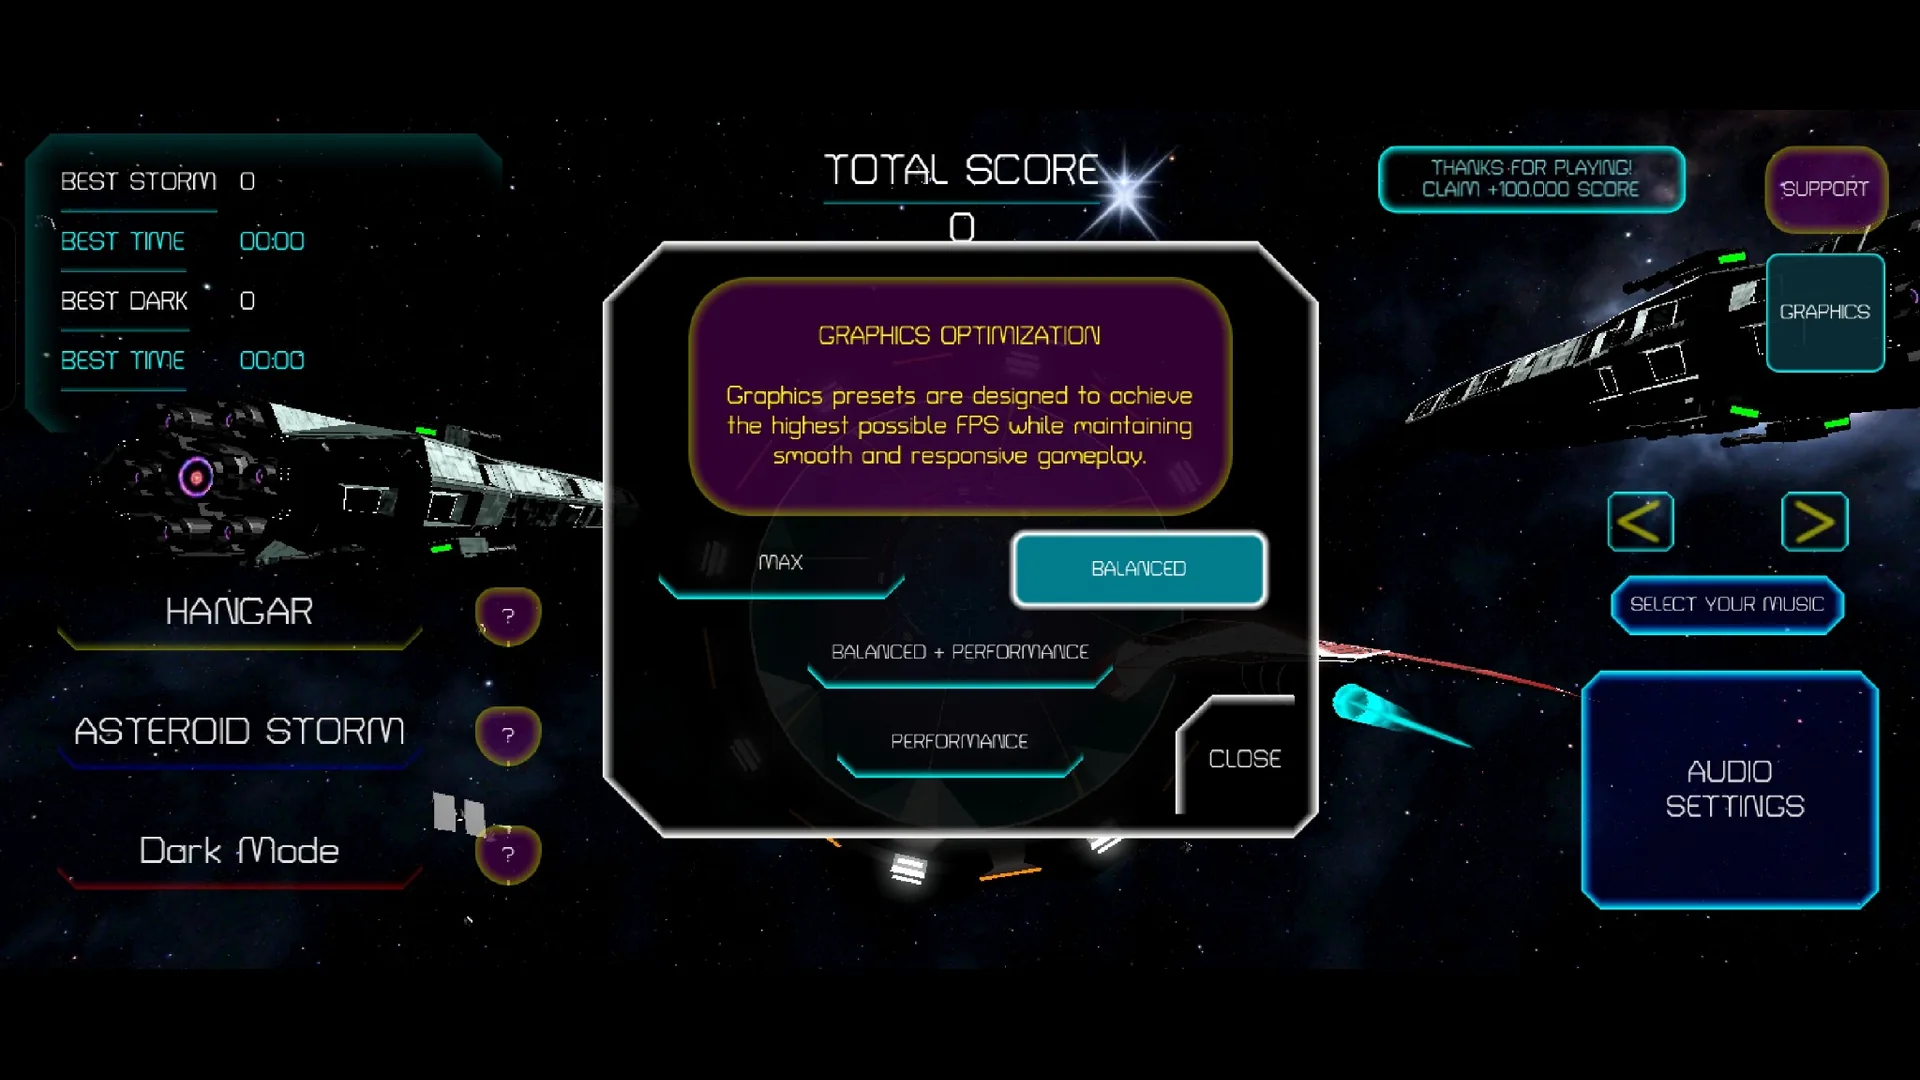 BEST STORM 0
BEST TIME 00:00
BEST DARK 0
BEST TIME 00:00
TOTAL SCORE
0
THANKS FOR PLAYING!
CLAIM +100.000 SCORE
SUPPORT
GRAPHICS
GRAPHICS OPTIMIZATION
Graphics presets are designed to achieve
the highest possible FPS while maintaining
smooth and responsive gameplay.
MAX
BALANCED
BALANCED + PERFORMANCE
PERFORMANCE
CLOSE
HANGAR ?
ASTEROID STORM ?
Dark Mode ?
< >
SELECT YOUR MUSIC
AUDIO
SETTINGS